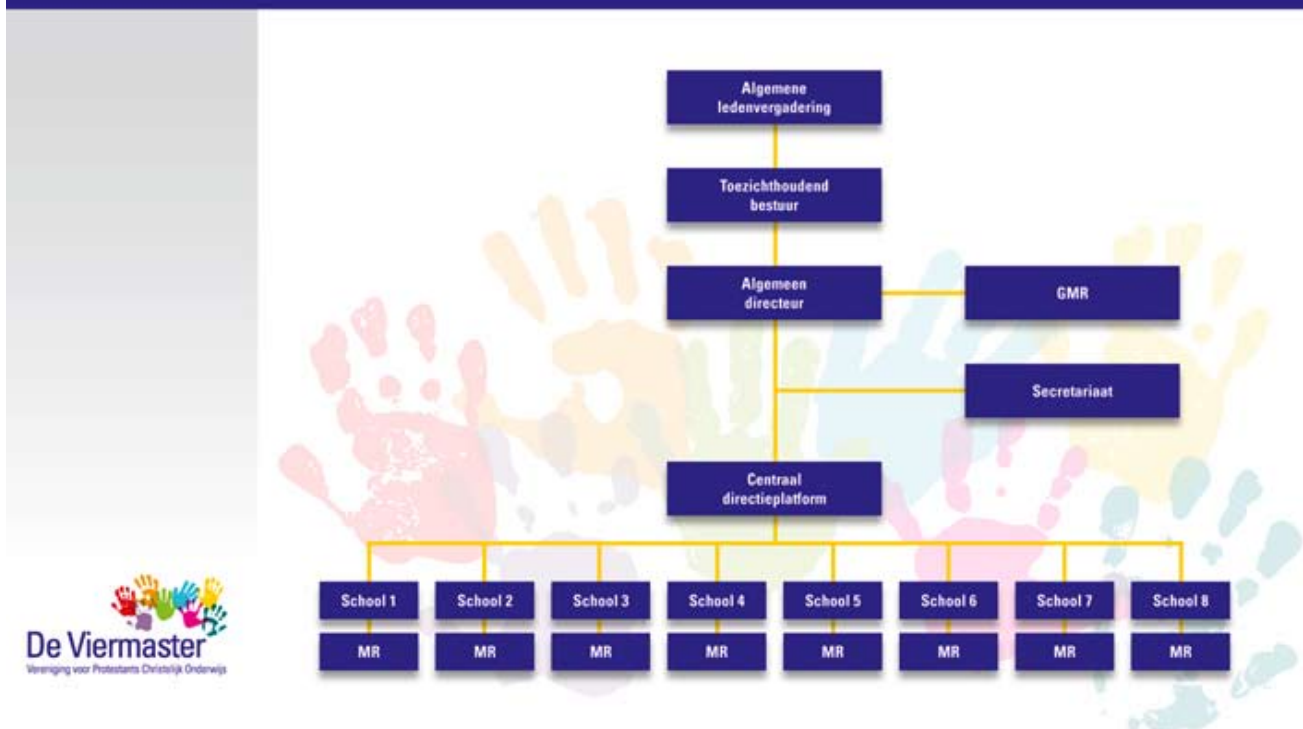 Algemene
ledenvergadering
Toezichthoudend
bestuur
Algemeen
directeur
GMR
Secretariaat
Centraal
directieplatform
School 1
School 2
School 3
School 4
School 5
School 6
School 7
School 8
MR
MR
MR
MR
MR
MR
MR
MR
De Viermaster
Vereniging voor Protestants Christelijk Onderwijs